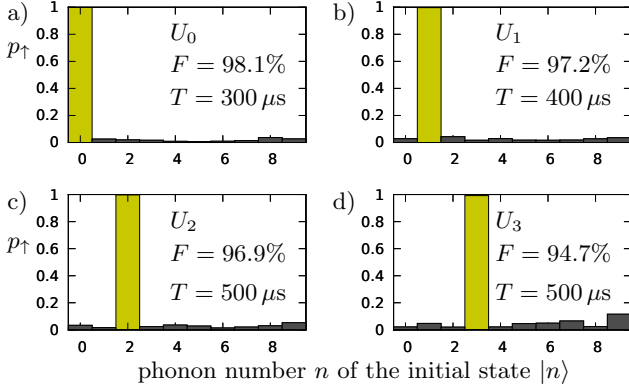 a)
1
0.8
0.6
0.4
0.2
0
p↑
U₀
F = 98.1%
T = 300 µs
0 2 4 6 8
b)
1
0.8
0.6
0.4
0.2
0
U₁
F = 97.2%
T = 400 µs
0 2 4 6 8
c)
1
0.8
0.6
0.4
0.2
0
p↑
U₂
F = 96.9%
T = 500 µs
0 2 4 6 8
d)
1
0.8
0.6
0.4
0.2
0
U₃
F = 94.7%
T = 500 µs
0 2 4 6 8
phonon number n of the initial state |n⟩